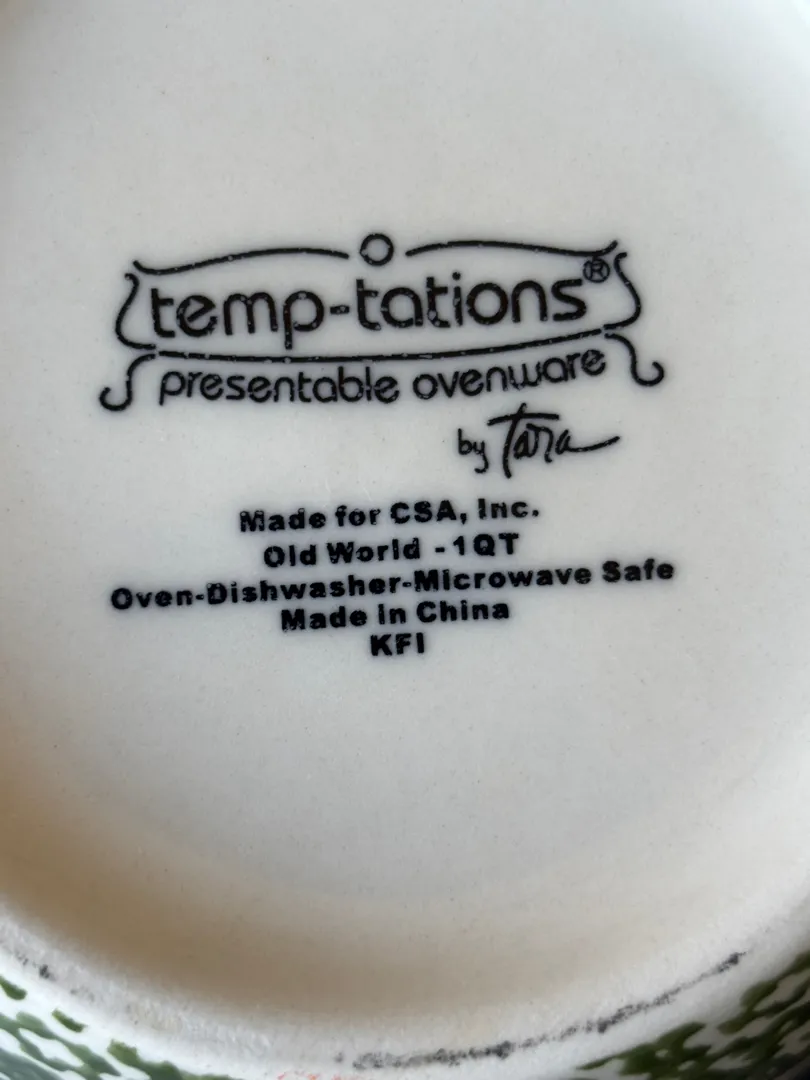 temp-tations®
presentable ovenware
by Tara
Made for CSA, Inc.
Old World - 1QT
Oven-Dishwasher-Microwave Safe
Made in China
KFI